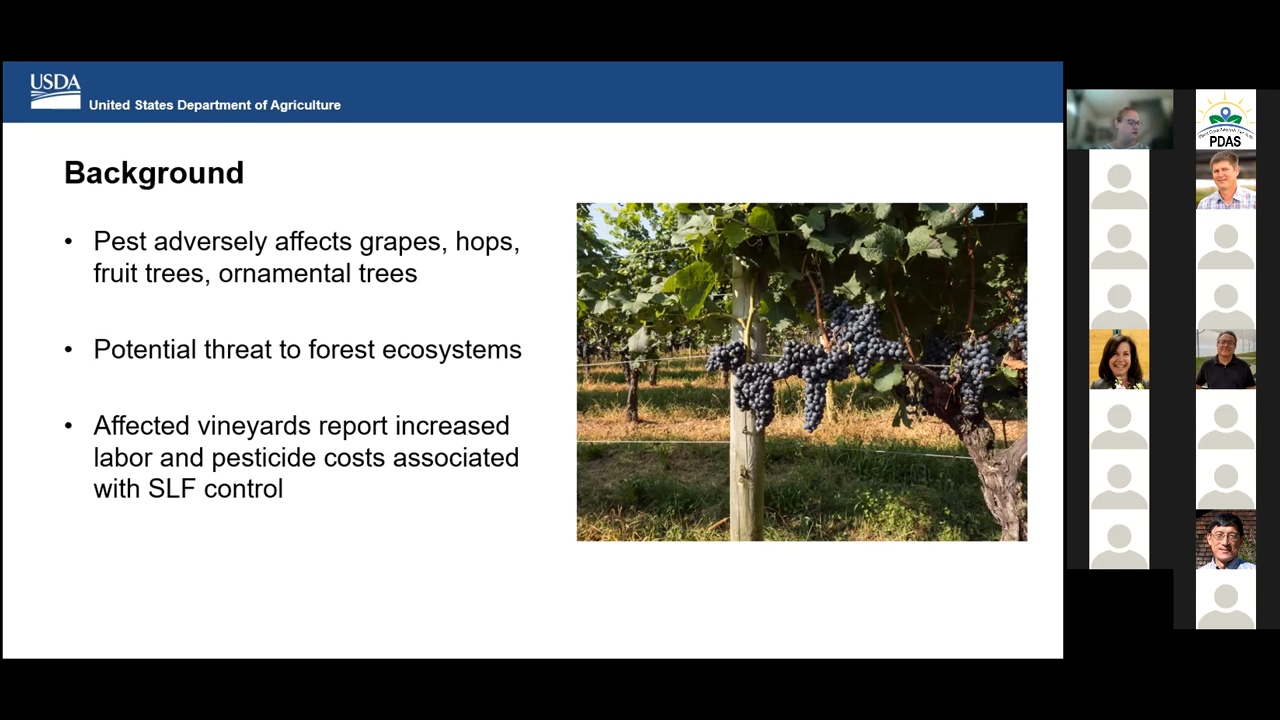 USDA
United States Department of Agriculture
Background
• Pest adversely affects grapes, hops,
fruit trees, ornamental trees
• Potential threat to forest ecosystems
• Affected vineyards report increased
labor and pesticide costs associated
with SLF control
PDAS